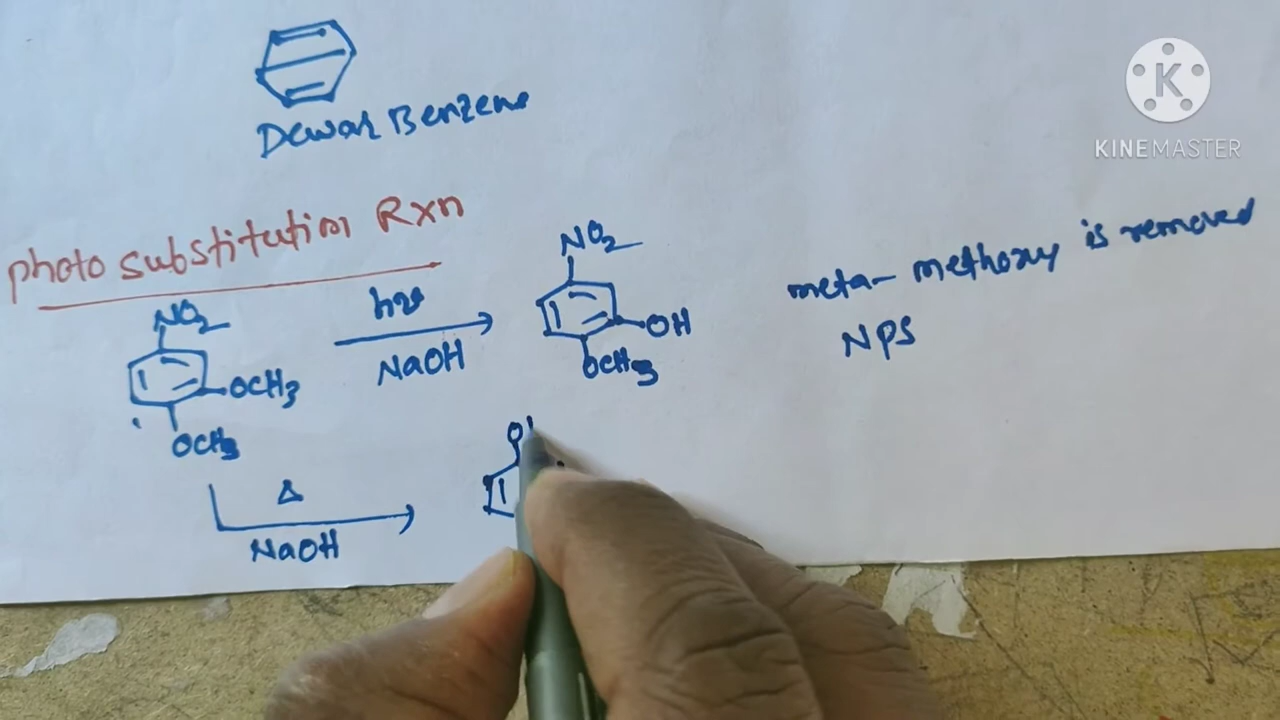 K
KINEMASTER
Dewar Benzene
photo substitution Rxn
NO2
hν
NaOH
OCH3
OCH3
NO2
OH
OCH3
meta-methoxy is removed
NPS
Δ
NaOH